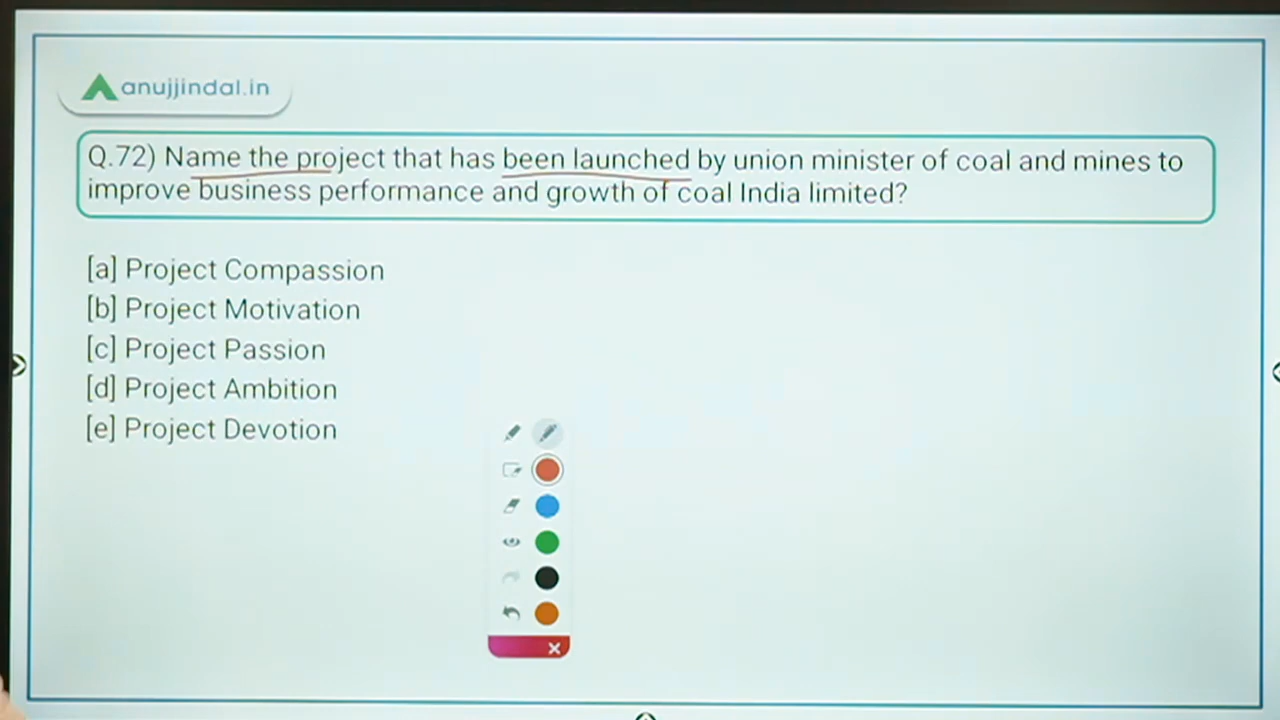 anujjindal.in
Q.72) Name the project that has been launched by union minister of coal and mines to
improve business performance and growth of coal India limited?
[a] Project Compassion
[b] Project Motivation
[c] Project Passion
[d] Project Ambition
[e] Project Devotion